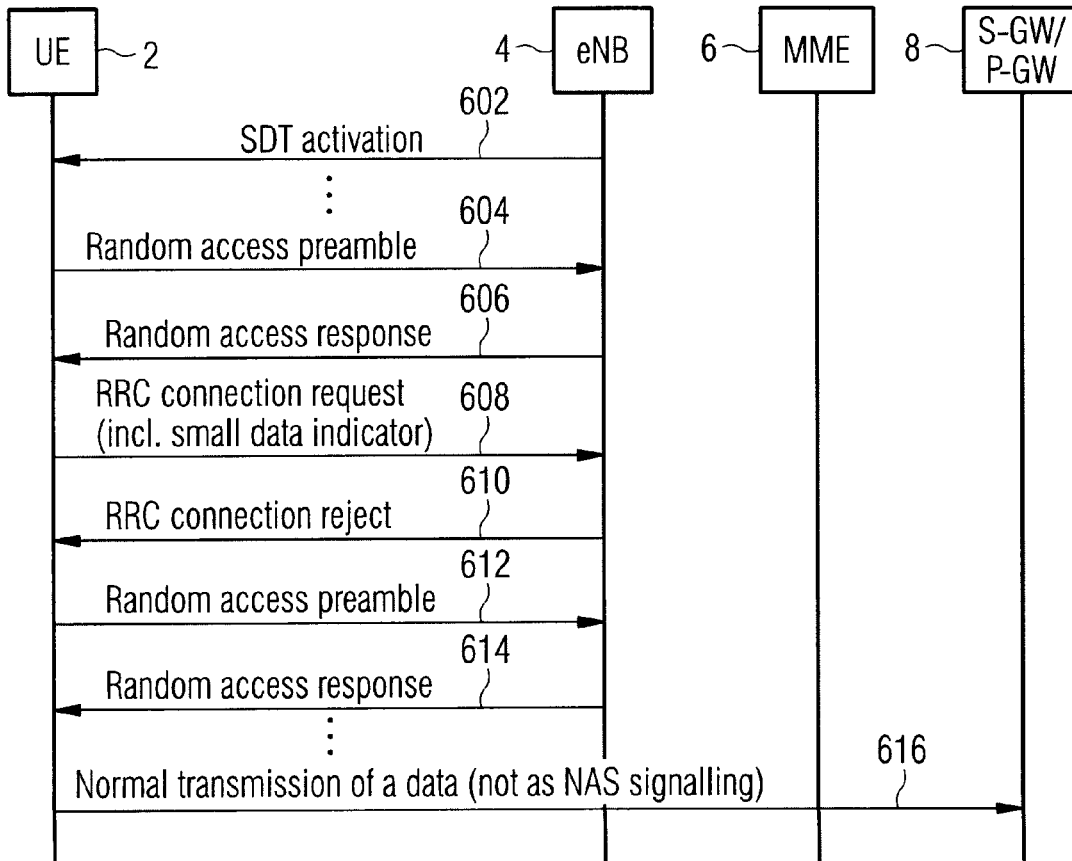 UE
2
4
eNB
6
MME
8
S-GW/
P-GW
602
SDT activation
604
Random access preamble
606
Random access response
RRC connection request
608
(incl. small data indicator)
610
RRC connection reject
612
Random access preamble
614
Random access response
616
Normal transmission of a data (not as NAS signalling)